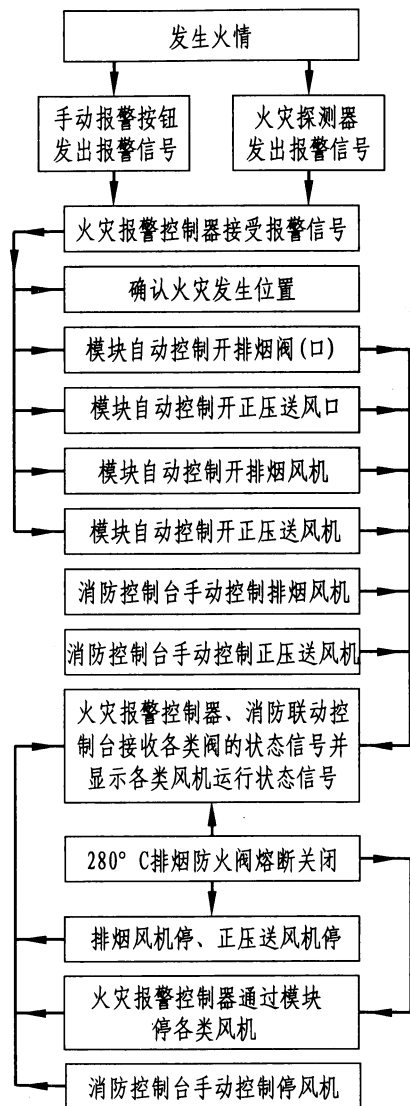 发生火情
手动报警按钮
发出报警信号
火灾探测器
发出报警信号
火灾报警控制器接受报警信号
确认火灾发生位置
模块自动控制开排烟阀(口)
模块自动控制开正压送风口
模块自动控制开排烟风机
模块自动控制开正压送风机
消防控制台手动控制排烟风机
消防控制台手动控制正压送风机
火灾报警控制器、消防联动控
制台接收各类阀的状态信号并
显示各类风机运行状态信号
280°C排烟防火阀熔断关闭
排烟风机停、正压送风机停
火灾报警控制器通过模块
停各类风机
消防控制台手动控制停风机